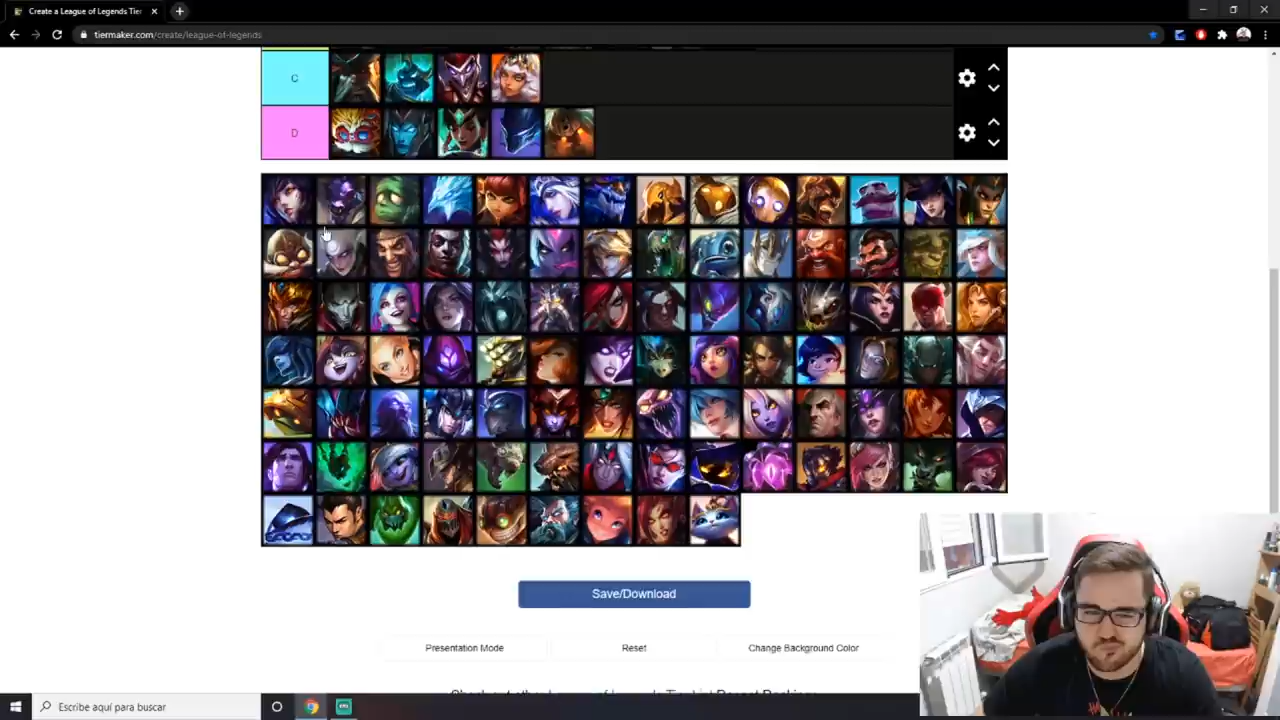 Create a League of Legends Tier
tiermaker.com/create/league-of-legends
C
D
Save/Download
Presentation Mode
Reset
Change Background Color
Escribe aquí para buscar